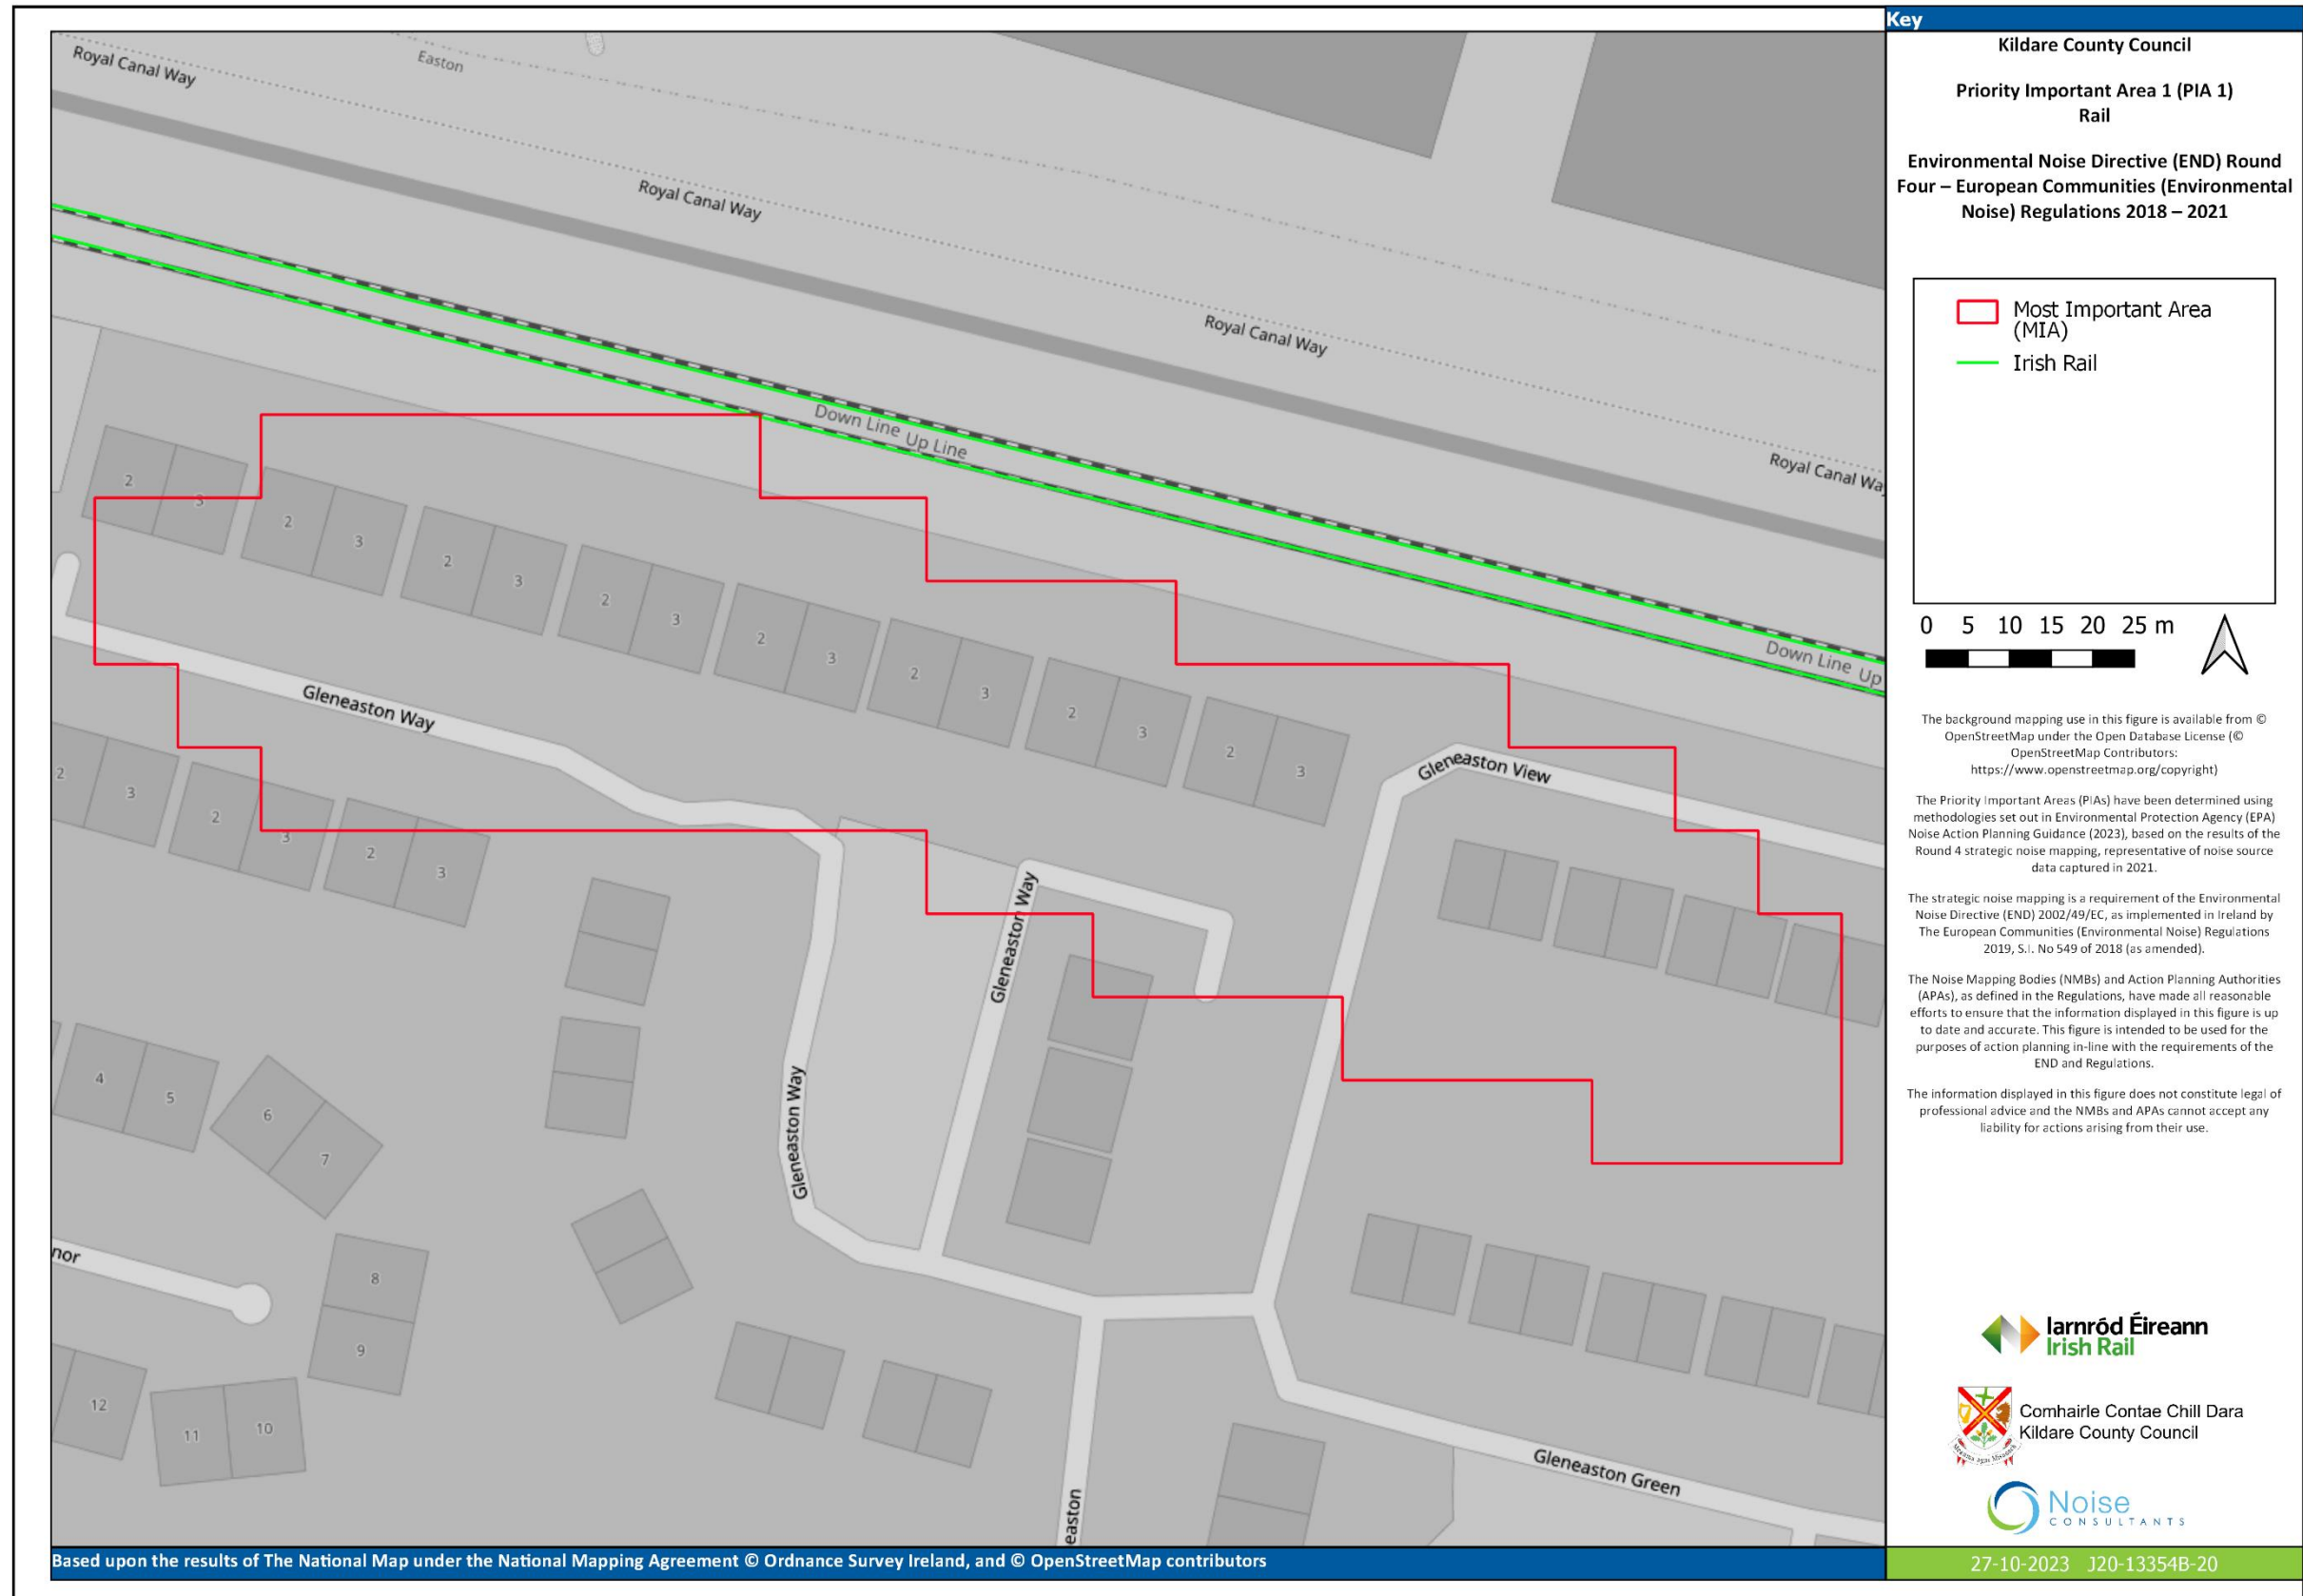 Key
Kildare County Council
Priority Important Area 1 (PIA 1)
Rail
Environmental Noise Directive (END) Round
Four – European Communities (Environmental
Noise) Regulations 2018 – 2021
Most Important Area
(MIA)
Irish Rail
0 5 10 15 20 25 m
The background mapping use in this figure is available from ©
OpenStreetMap under the Open Database License (©
OpenStreetMap Contributors:
https://www.openstreetmap.org/copyright)
The Priority Important Areas (PIAs) have been determined using
methodologies set out in Environmental Protection Agency (EPA)
Noise Action Planning Guidance (2023), based on the results of the
Round 4 strategic noise mapping, representative of noise source
data captured in 2021.
The strategic noise mapping is a requirement of the Environmental
Noise Directive (END) 2002/49/EC, as implemented in Ireland by
The European Communities (Environmental Noise) Regulations
2019, S.I. No 549 of 2018 (as amended).
The Noise Mapping Bodies (NMBs) and Action Planning Authorities
(APAs), as defined in the Regulations, have made all reasonable
efforts to ensure that the information displayed in this figure is up
to date and accurate. This figure is intended to be used for the
purposes of action planning in-line with the requirements of the
END and Regulations.
The information displayed in this figure does not constitute legal of
professional advice and the NMBs and APAs cannot accept any
liability for actions arising from their use.
Iarnród Éireann
Irish Rail
Comhairle Contae Chill Dara
Kildare County Council
Noise
CONSULTANTS
27-10-2023 J20-13354B-20
Royal Canal Way
Easton
Royal Canal Way
Royal Canal Way
Royal Canal Wa
Down Line Up Line
Down Line Up
2 3
2 3
2 3
2 3
2 3
2 3
2 3
2 3
Gleneaston Way
Gleneaston View
2 3
2 3
2 3
Gleneaston Way
Gleneaston Way
4 5
6
7
nor
8
9
12
11 10
Gleneaston Green
easton
Based upon the results of The National Map under the National Mapping Agreement © Ordnance Survey Ireland, and © OpenStreetMap contributors